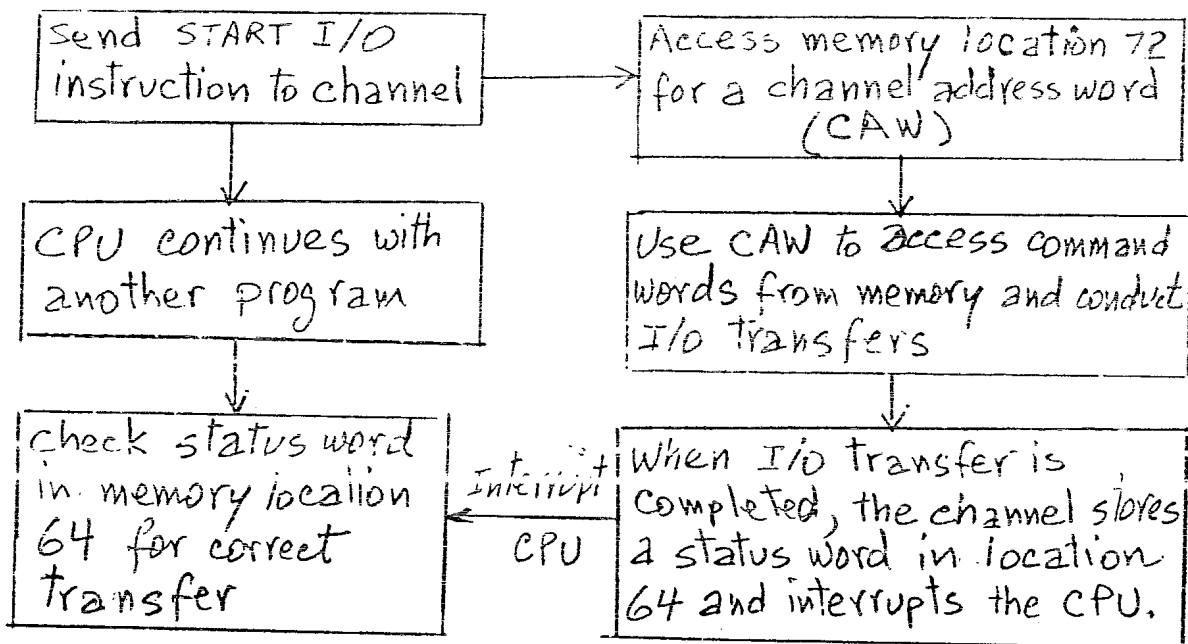 Send START I/O
instruction to channel
Access memory location 72
for a channel address word
(CAW)
CPU continues with
another program
Use CAW to access command
words from memory and conduct
I/O transfers
check status word
in memory location
64 for correct
transfer
Interrupt
CPU
When I/O transfer is
completed, the channel stores
a status word in location
64 and interrupts the CPU.